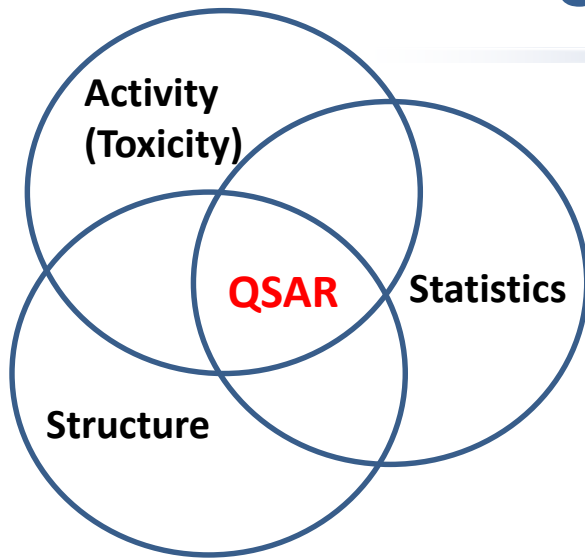 Activity
(Toxicity)
QSAR
Statistics
Structure